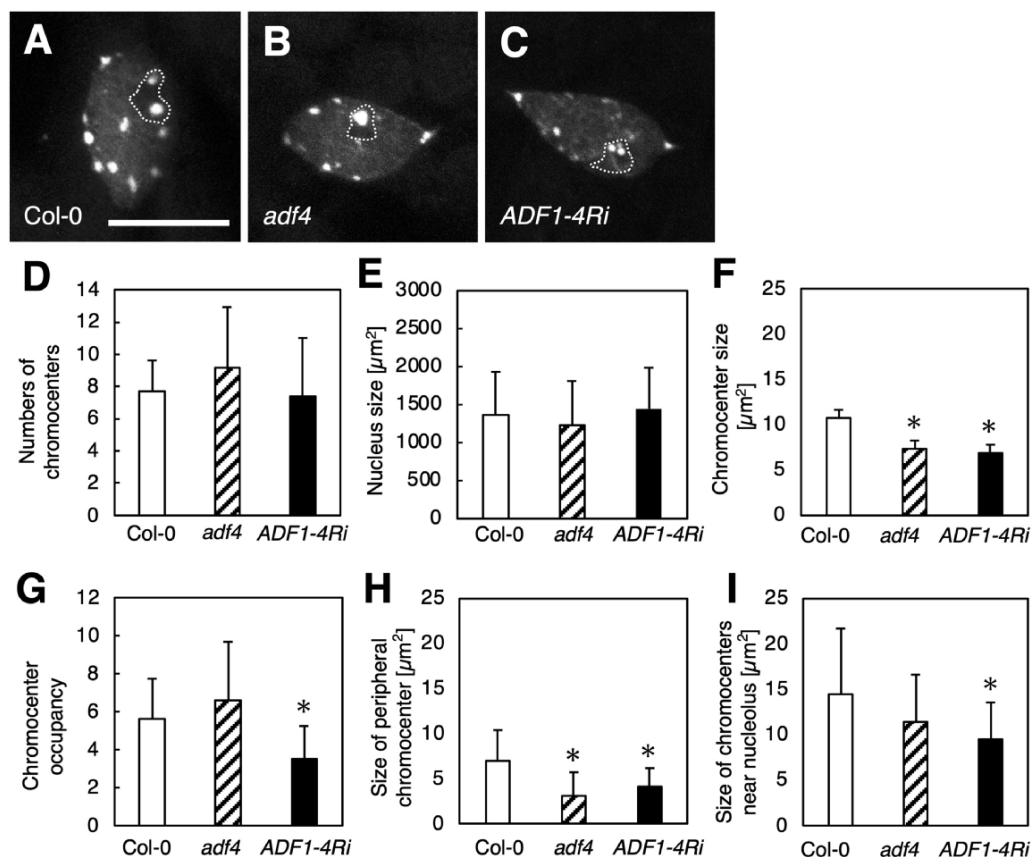 A
Col-0
B
adf4
C
ADF1-4Ri
D
Numbers of
chromocenters
14
12
10
8
6
4
2
0
Col-0 adf4 ADF1-4Ri
E
Nucleus size [µm²]
3000
2500
2000
1500
1000
500
0
Col-0 adf4 ADF1-4Ri
F
Chromocenter size
[µm²]
25
20
15
10
5
0
* *
Col-0 adf4 ADF1-4Ri
G
Chromocenter
occupancy
12
10
8
6
4
2
0
*
Col-0 adf4 ADF1-4Ri
H
Size of peripheral
chromocenter [µm²]
25
20
15
10
5
0
* *
Col-0 adf4 ADF1-4Ri
I
Size of chromocenters
near nucleolus [µm²]
25
20
15
10
5
0
*
Col-0 adf4 ADF1-4Ri